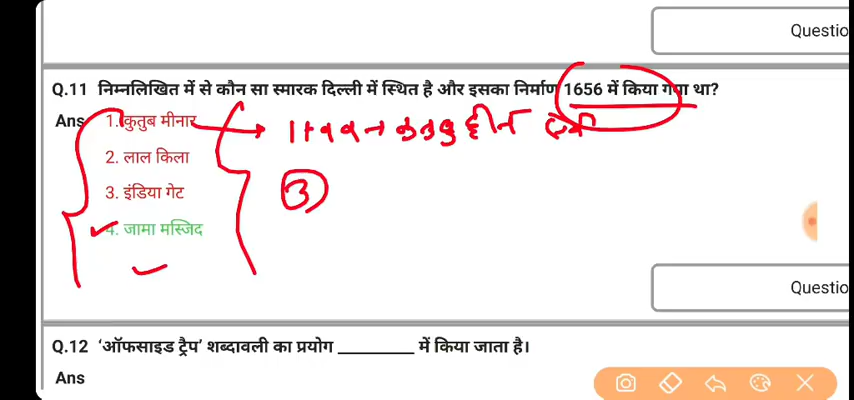 Questio
Q.11 निम्नलिखित में से कौन सा स्मारक दिल्ली में स्थित है और इसका निर्माण 1656 में किया गया था?
Ans 1. कुतुब मीनार
2. लाल किला
3. इंडिया गेट
3
4. जामा मस्जिद
Questio
Q.12 'ऑफसाइड ट्रैप' शब्दावली का प्रयोग ________ में किया जाता है।
Ans